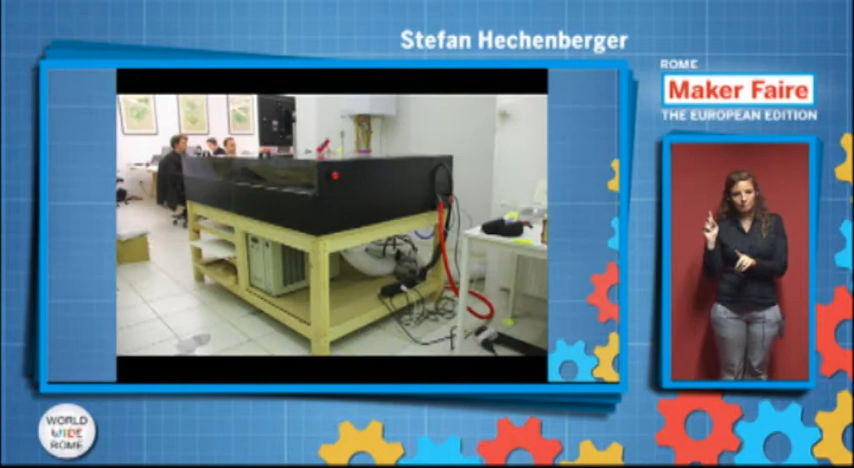 Stefan Hechenberger
ROME
Maker Faire
THE EUROPEAN EDITION
WORLD
WIDE
ROME